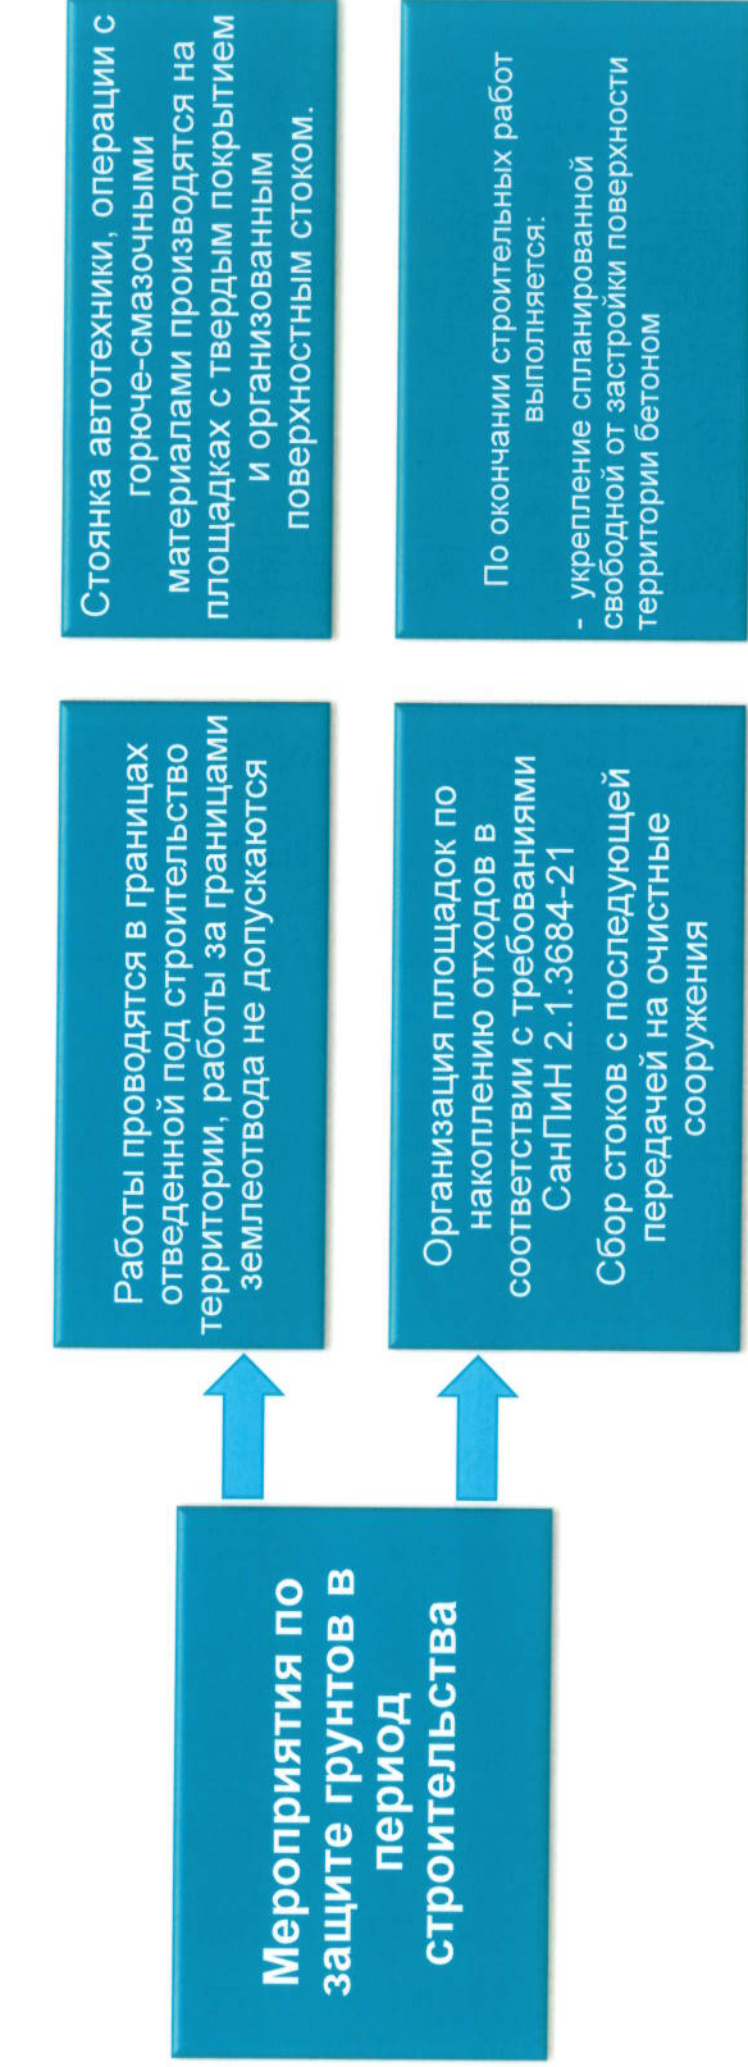 Мероприятия по
защите грунтов в
период
строительства
Работы проводятся в границах
отведенной под строительство
территории, работы за границами
землеотвода не допускаются
Стоянка автотехники, операции с
горюче-смазочными
материалами производятся на
площадках с твердым покрытием
и организованным
поверхностным стоком.
Организация площадок по
накоплению отходов в
соответствии с требованиями
СанПиН 2.1.3684-21
Сбор стоков с последующей
передачей на очистные
сооружения
По окончании строительных работ
выполняется:
- укрепление спланированной
свободной от застройки поверхности
территории бетоном